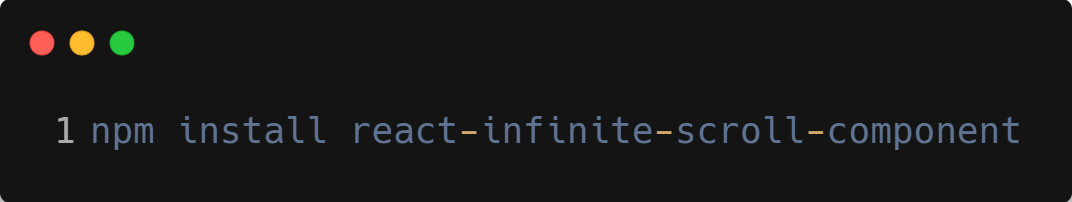 1 npm install react-infinite-scroll-component